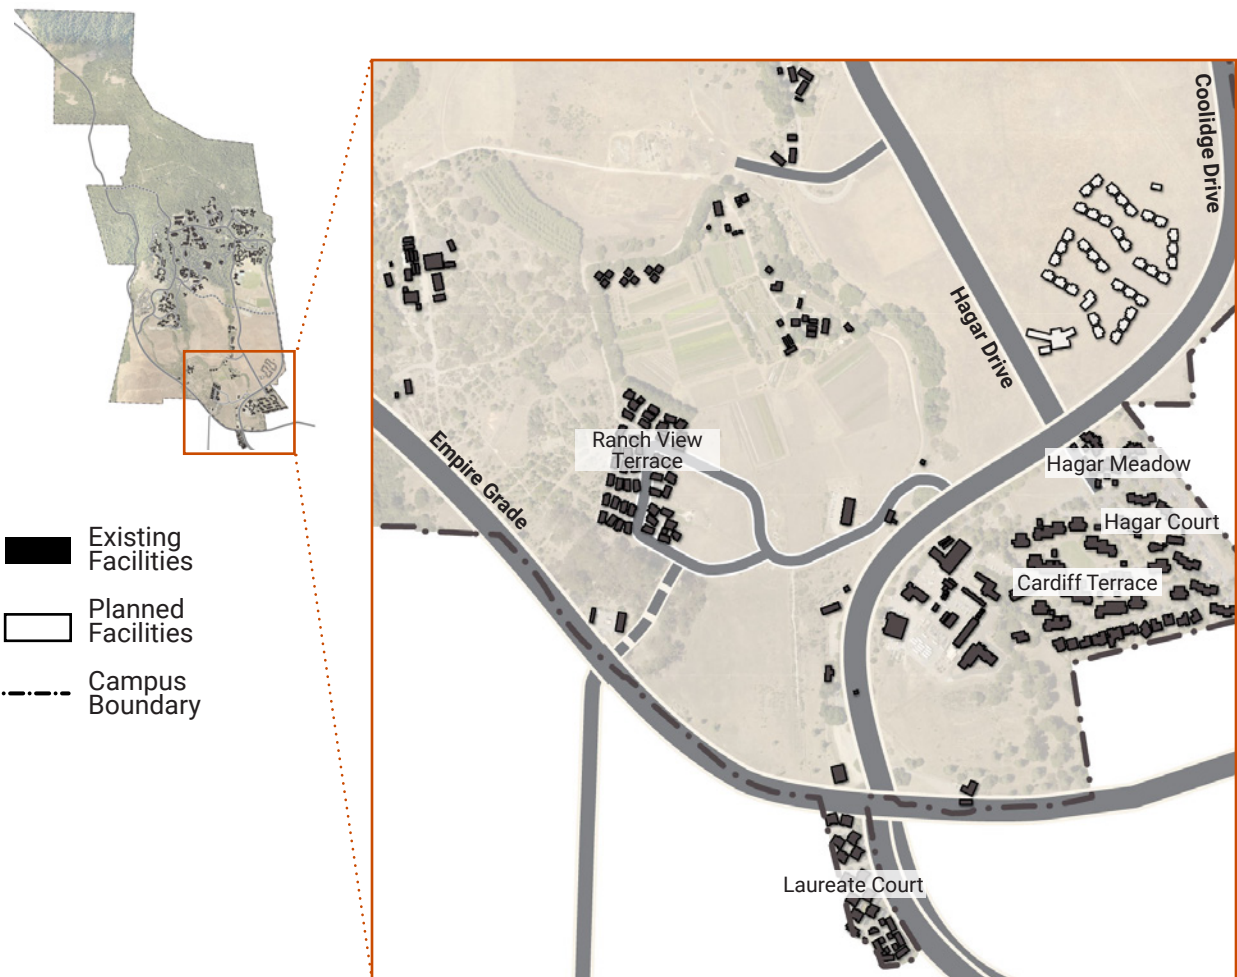 Coolidge Drive
Hagar Drive
Empire Grade
Ranch View
Terrace
Hagar Meadow
Hagar Court
Cardiff Terrace
Laureate Court
Existing
Facilities
Planned
Facilities
Campus
Boundary